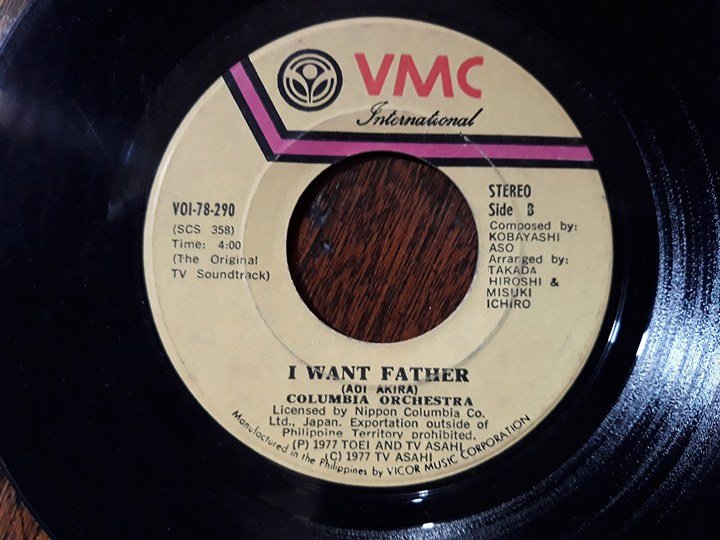 VMC
International
VOI-78-290
(SCS 358)
Time: 4:00
(The Original
TV Soundtrack)
STEREO
Side B
Composed by:
KOBAYASHI
ASO
Arranged by:
TAKADA
HIROSHI &
MISUKI
ICHIRO
I WANT FATHER
(AOI AKIRA)
COLUMBIA ORCHESTRA
Licensed by Nippon Columbia Co.
Ltd., Japan. Exportation outside of
Philippine Territory prohibited.
(P) 1977 TOEI AND TV ASAHI
(C) 1977 TV ASAHI
Manufactured in the Philippines by VICOR MUSIC CORPORATION